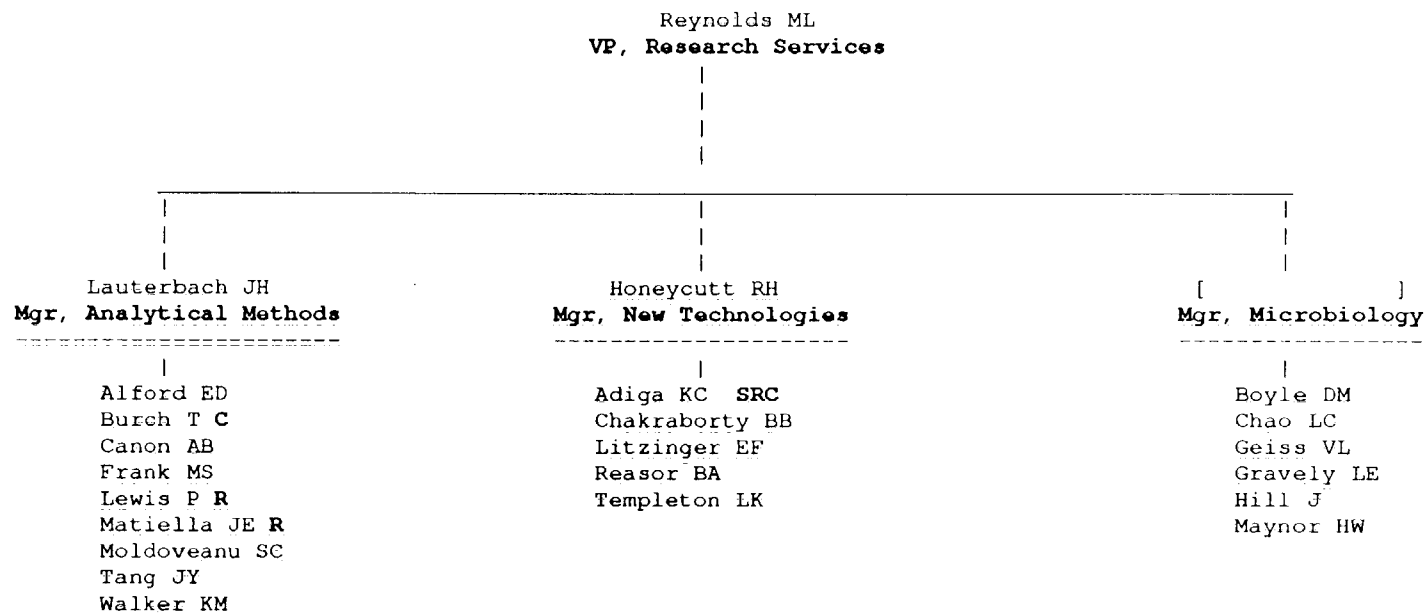 Reynolds ML
VP, Research Services
Lauterbach JH
Mgr, Analytical Methods
Alford ED
Burch T C
Canon AB
Frank MS
Lewis P R
Matiella JE R
Moldoveanu SC
Tang JY
Walker KM
Honeycutt RH
Mgr, New Technologies
Adiga KC SRC
Chakraborty BB
Litzinger EF
Reasor BA
Templeton LK
[ ]
Mgr, Microbiology
Boyle DM
Chao LC
Geiss VL
Gravely LE
Hill J
Maynor HW